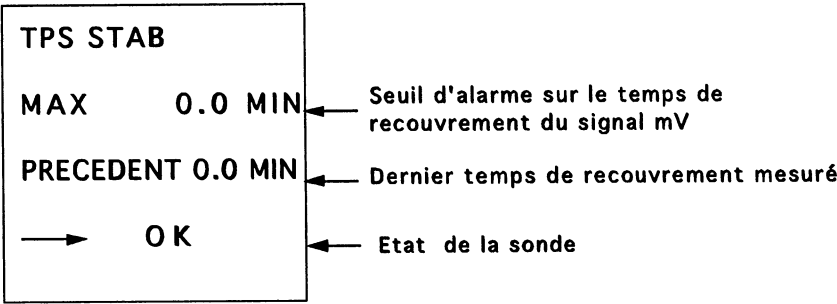 TPS STAB
MAX 0.0 MIN
Seuil d'alarme sur le temps de
recouvrement du signal mV
PRECEDENT 0.0 MIN
Dernier temps de recouvrement mesuré
OK
Etat de la sonde